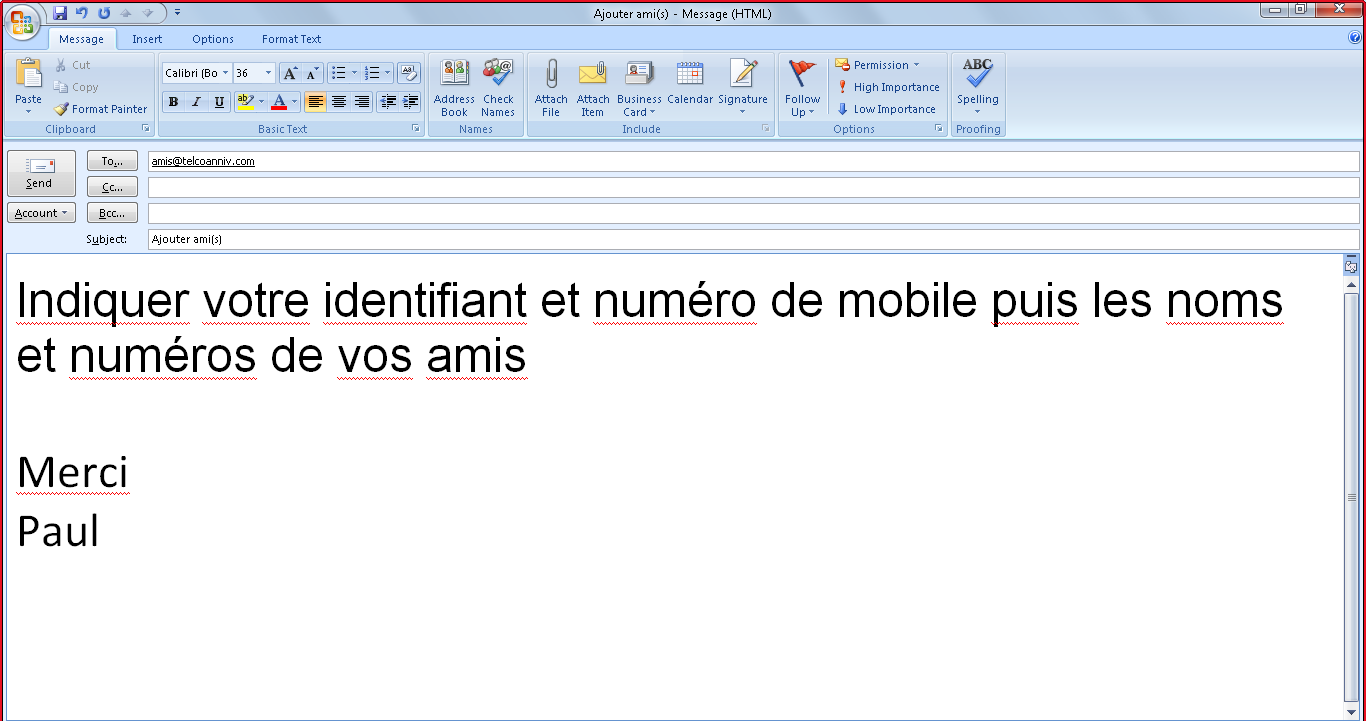 Ajouter ami(s) - Message (HTML)
Message Insert Options Format Text
Paste
Cut
Copy
Format Painter
Clipboard
Calibri (Bo 36
B I U
Basic Text
Address Book
Check Names
Names
Attach File
Attach Item
Business Card
Calendar
Signature
Include
Follow Up
Permission
High Importance
Low Importance
Options
ABC
Spelling
Proofing
Send
Account
To... amis@telcoanniv.com
Cc...
Bcc...
Subject: Ajouter ami(s)
Indiquer votre identifiant et numéro de mobile puis les noms
et numéros de vos amis
Merci
Paul